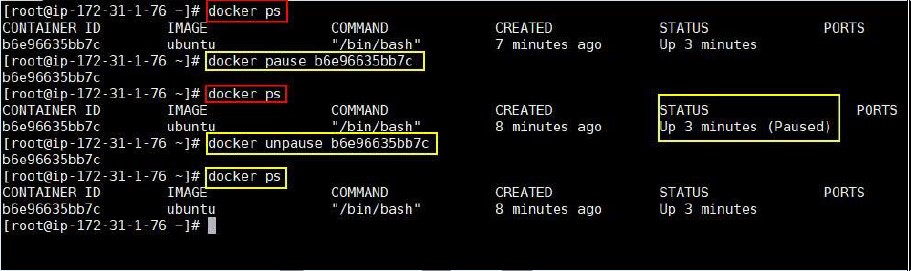 [root@ip-172-31-1-76 ~]# docker ps
CONTAINER ID IMAGE COMMAND CREATED STATUS PORTS
b6e96635bb7c ubuntu "/bin/bash" 7 minutes ago Up 3 minutes
[root@ip-172-31-1-76 ~]# docker pause b6e96635bb7c
b6e96635bb7c
[root@ip-172-31-1-76 ~]# docker ps
CONTAINER ID IMAGE COMMAND CREATED STATUS PORTS
b6e96635bb7c ubuntu "/bin/bash" 8 minutes ago Up 3 minutes (Paused)
[root@ip-172-31-1-76 ~]# docker unpause b6e96635bb7c
b6e96635bb7c
[root@ip-172-31-1-76 ~]# docker ps
CONTAINER ID IMAGE COMMAND CREATED STATUS PORTS
b6e96635bb7c ubuntu "/bin/bash" 8 minutes ago Up 3 minutes
[root@ip-172-31-1-76 ~]#